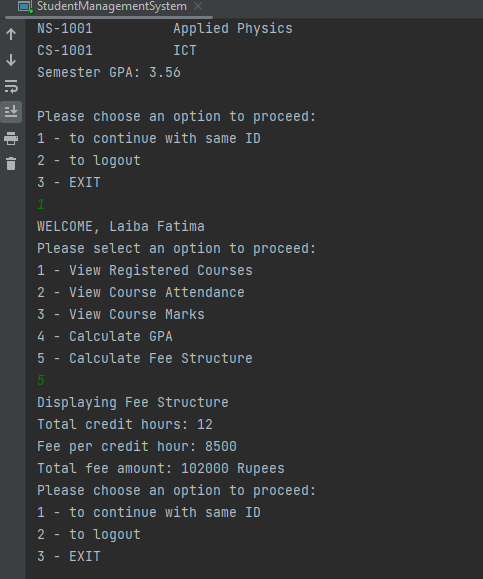 StudentManagementSystem
NS-1001 Applied Physics
CS-1001 ICT
Semester GPA: 3.56
Please choose an option to proceed:
1 - to continue with same ID
2 - to logout
3 - EXIT
1
WELCOME, Laiba Fatima
Please select an option to proceed:
1 - View Registered Courses
2 - View Course Attendance
3 - View Course Marks
4 - Calculate GPA
5 - Calculate Fee Structure
5
Displaying Fee Structure
Total credit hours: 12
Fee per credit hour: 8500
Total fee amount: 102000 Rupees
Please choose an option to proceed:
1 - to continue with same ID
2 - to logout
3 - EXIT